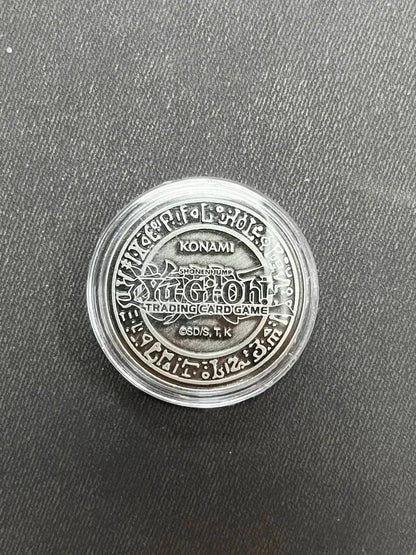 KONAMI
SHONEN JUMP
Yu-Gi-Oh!
TRADING CARD GAME
©SD/S, T, K